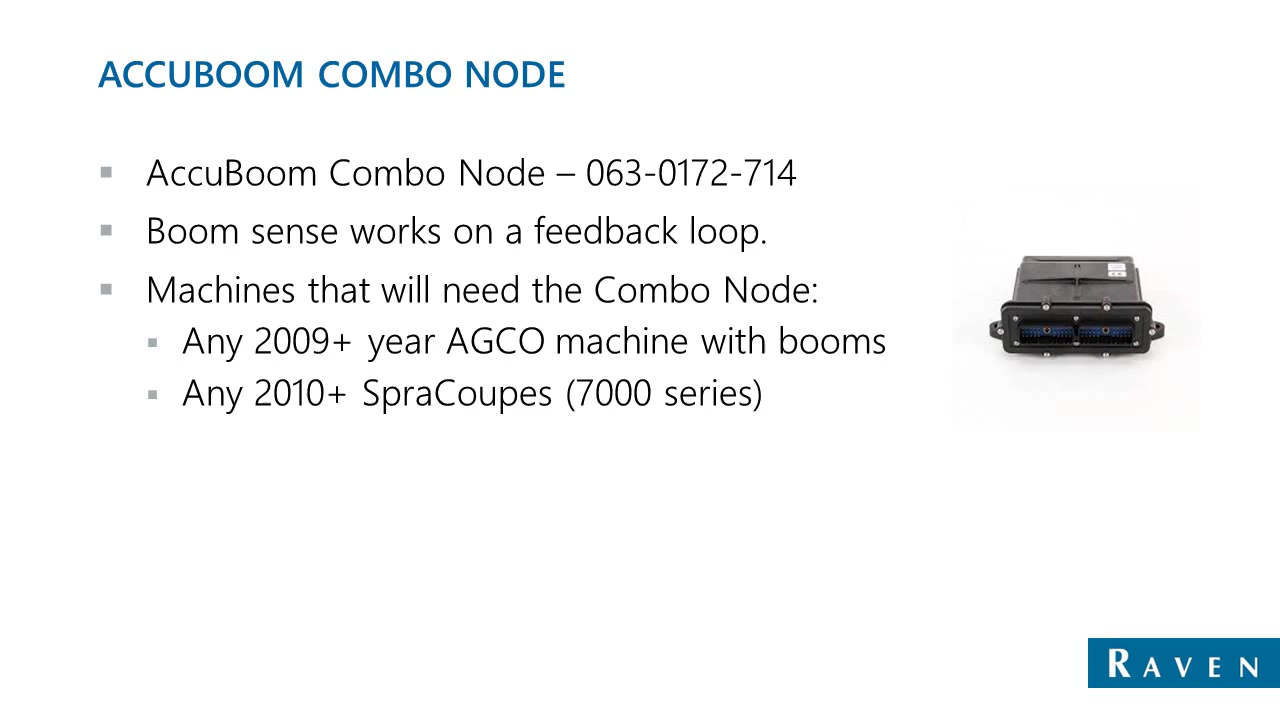 ACCUBOOM COMBO NODE
AccuBoom Combo Node – 063-0172-714
Boom sense works on a feedback loop.
Machines that will need the Combo Node:
Any 2009+ year AGCO machine with booms
Any 2010+ SpraCoupes (7000 series)
RAVEN